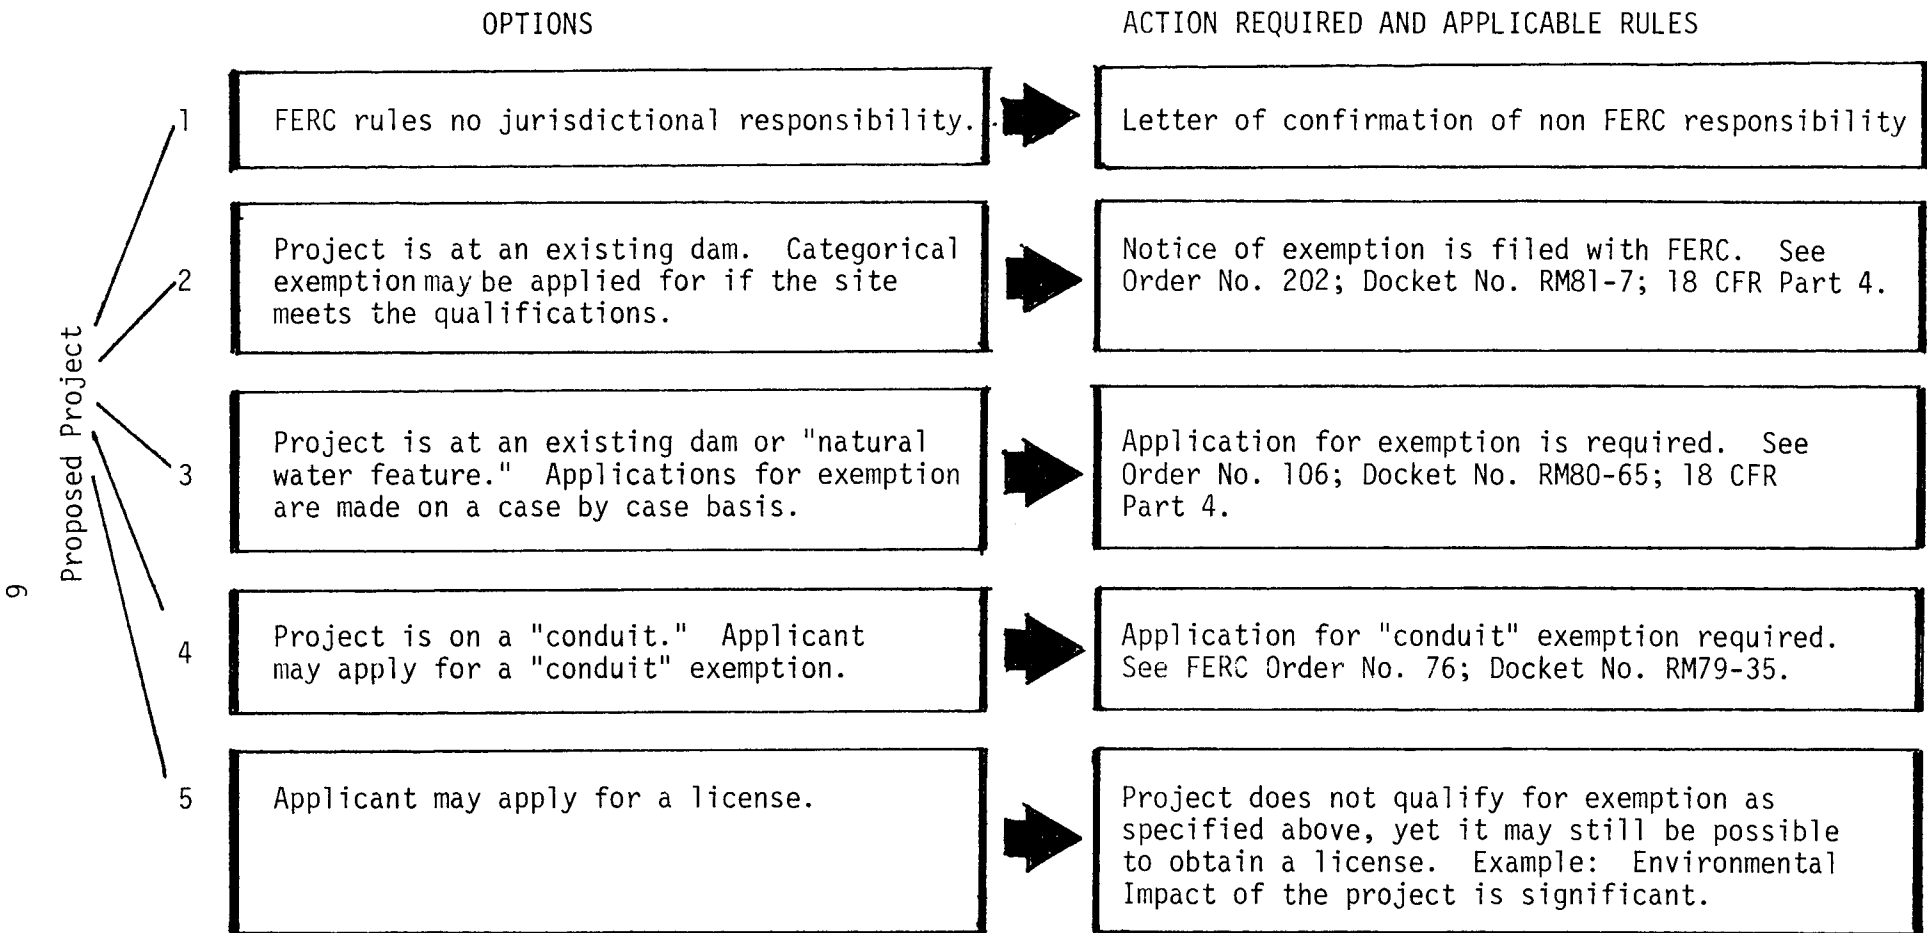 OPTIONS
ACTION REQUIRED AND APPLICABLE RULES
Proposed Project
1
FERC rules no jurisdictional responsibility.
Letter of confirmation of non FERC responsibility
2
Project is at an existing dam. Categorical
exemption may be applied for if the site
meets the qualifications.
Notice of exemption is filed with FERC. See
Order No. 202; Docket No. RM81-7; 18 CFR Part 4.
3
Project is at an existing dam or "natural
water feature." Applications for exemption
are made on a case by case basis.
Application for exemption is required. See
Order No. 106; Docket No. RM80-65; 18 CFR
Part 4.
4
Project is on a "conduit." Applicant
may apply for a "conduit" exemption.
Application for "conduit" exemption required.
See FERC Order No. 76; Docket No. RM79-35.
5
Applicant may apply for a license.
Project does not qualify for exemption as
specified above, yet it may still be possible
to obtain a license. Example: Environmental
Impact of the project is significant.
9